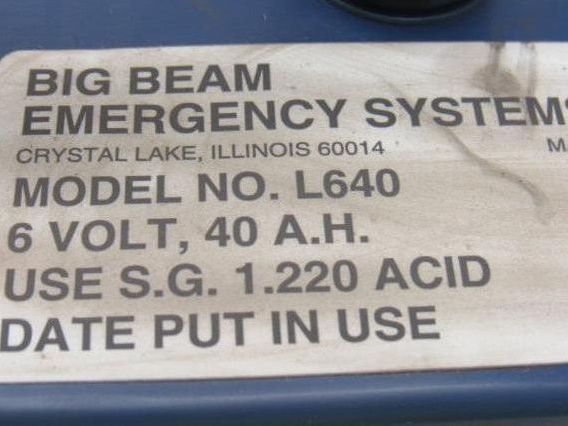 BIG BEAM
EMERGENCY SYSTEMS
CRYSTAL LAKE, ILLINOIS 60014
MODEL NO. L640
6 VOLT, 40 A.H.
USE S.G. 1.220 ACID
DATE PUT IN USE